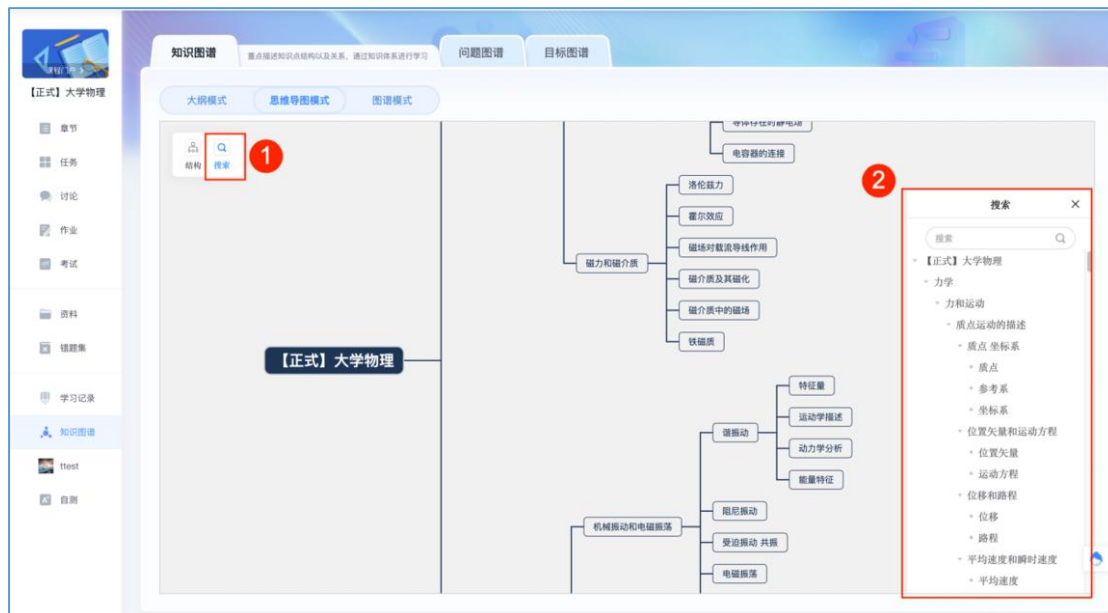 课程门户 >
【正式】大学物理
章节
任务
讨论
作业
考试
资料
错题集
学习记录
知识图谱
ttest
自测
知识图谱
重点描述知识点结构以及关系，通过知识体系进行学习
问题图谱
目标图谱
大纲模式
思维导图模式
图谱模式
结构
搜索
1
导体存在时静电场
电容器的连接
洛伦兹力
霍尔效应
磁场对载流导线作用
磁力和磁介质
磁介质及其磁化
磁介质中的磁场
铁磁质
【正式】大学物理
特征量
运动学描述
谐振动
动力学分析
能量特征
阻尼振动
机械振动和电磁振荡
受迫振动 共振
电磁振荡
2
搜索
×
搜索
【正式】大学物理
力学
力和运动
质点运动的描述
质点 坐标系
质点
参考系
坐标系
位置矢量和运动方程
位置矢量
运动方程
位移和路程
位移
路程
平均速度和瞬时速度
平均速度